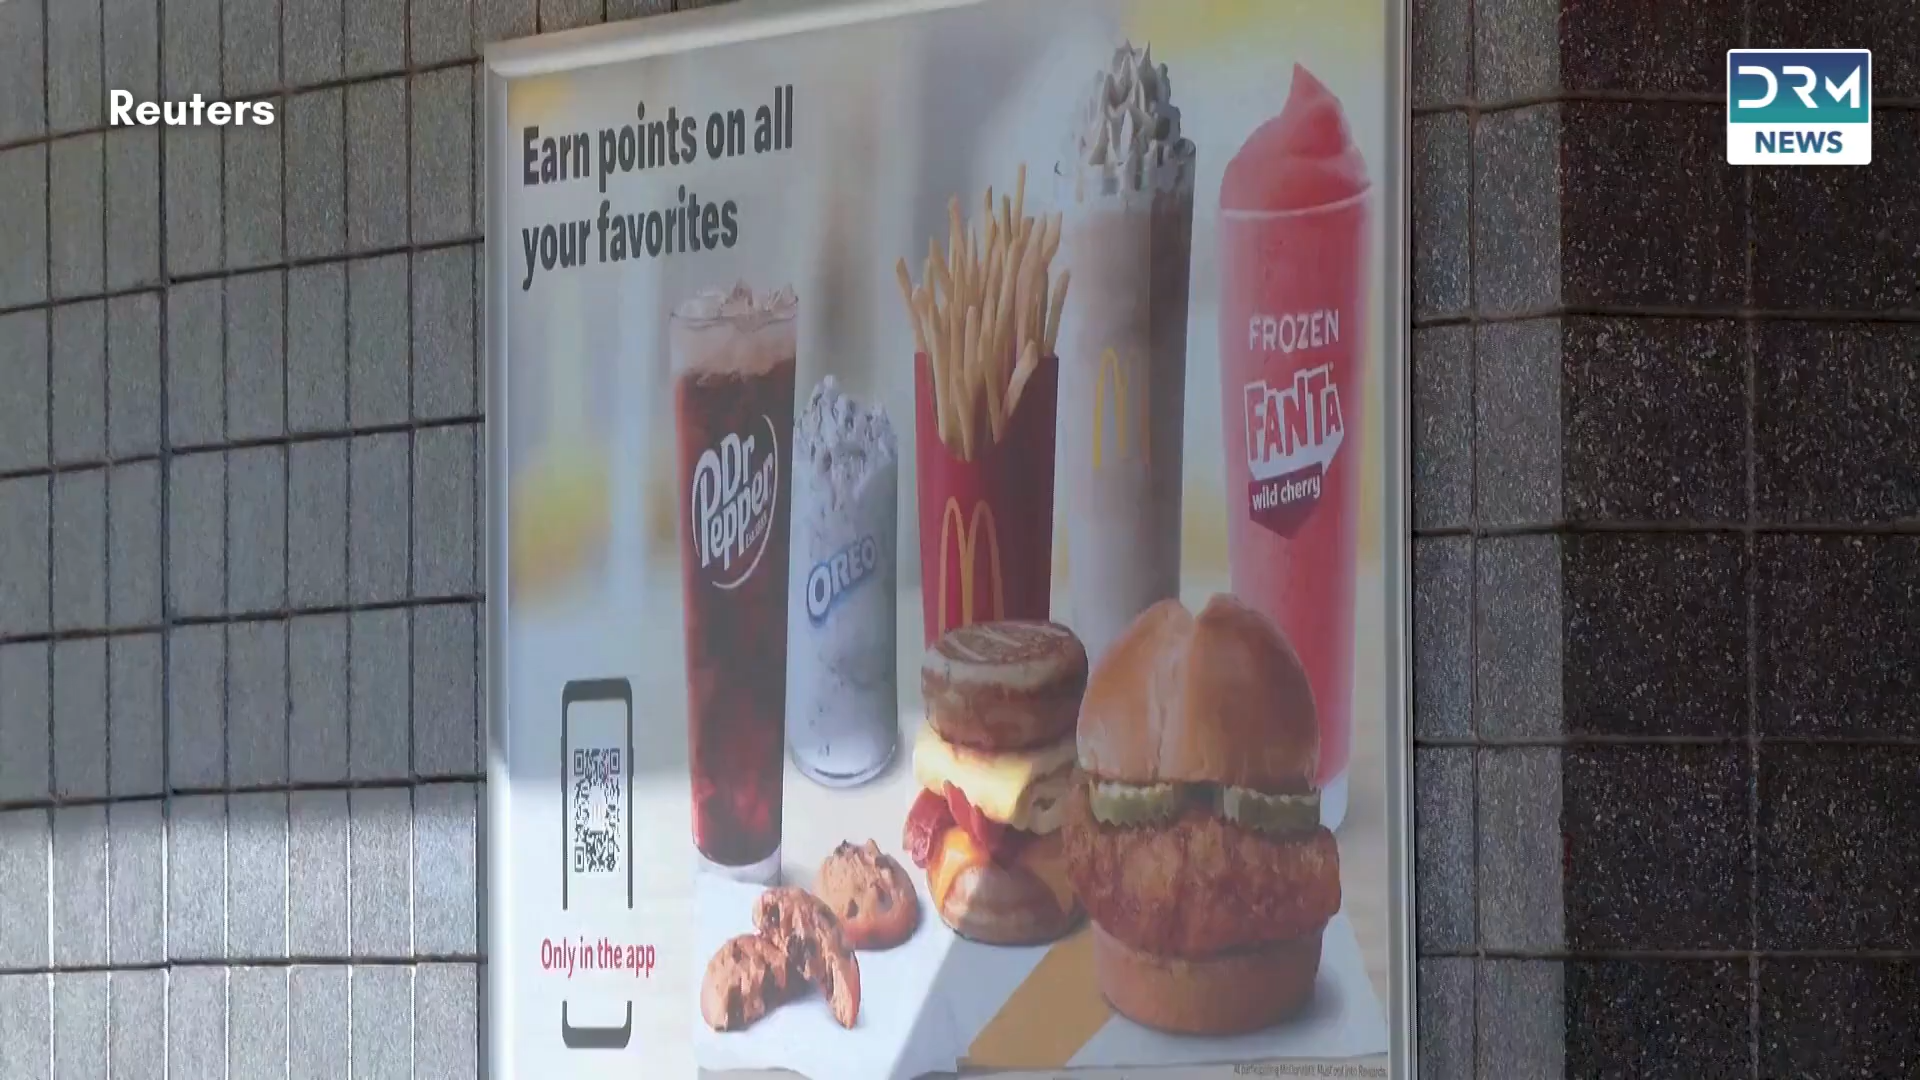 Reuters
DRM
NEWS
Earn points on all
your favorites
Dr
Pepper
OREO
FROZEN
FANTA
wild cherry
Only in the app